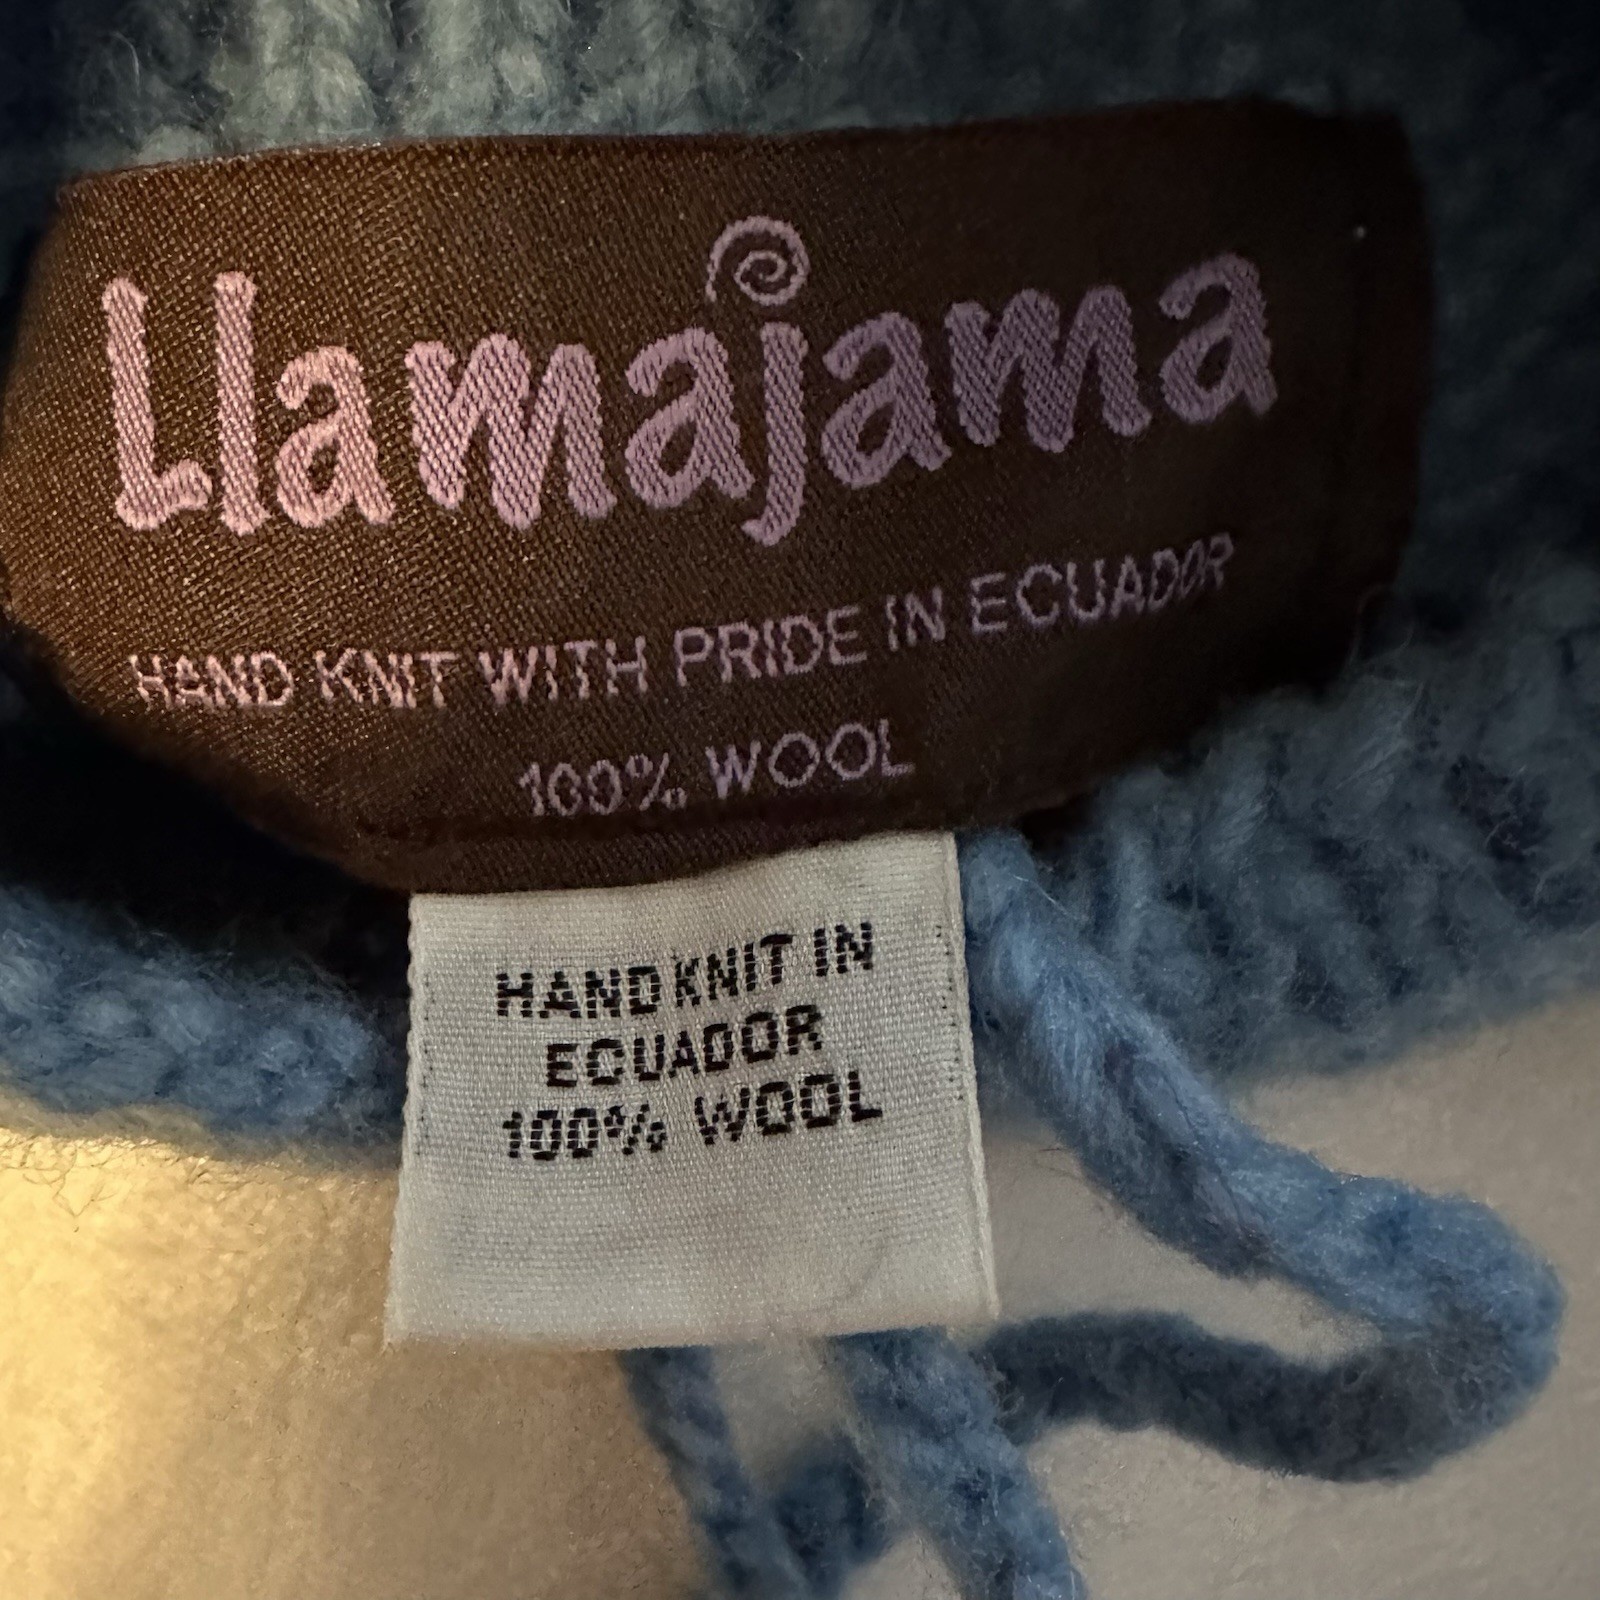 Llamajama
HAND KNIT WITH PRIDE IN ECUADOR
100% WOOL
HAND KNIT IN
ECUADOR
100% WOOL